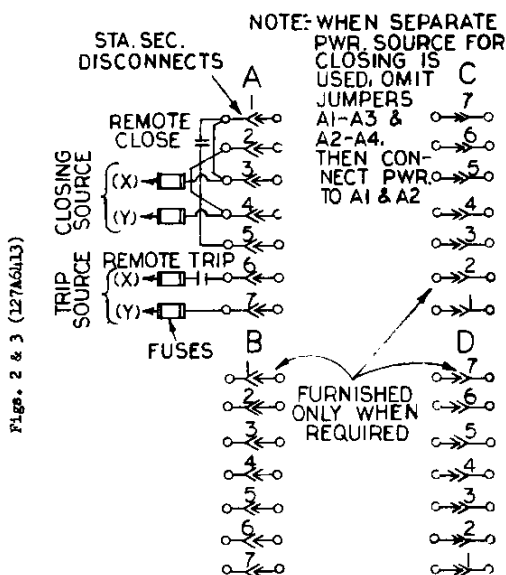 NOTE:-WHEN SEPARATE
PWR. SOURCE FOR
CLOSING IS
USED, OMIT
JUMPERS
A1-A3 &
A2-A4.
THEN CON-
NECT PWR.
TO A1 & A2
STA. SEC.
DISCONNECTS
A
1
2
3
4
5
6
7
REMOTE
CLOSE
CLOSING
SOURCE
(X)
(Y)
REMOTE TRIP
TRIP
SOURCE
(X)
(Y)
FUSES
C
7
6
5
4
3
2
1
B
1
2
3
4
5
6
7
FURNISHED
ONLY WHEN
REQUIRED
D
7
6
5
4
3
2
1
Figs. 2 & 3 (127A6413)